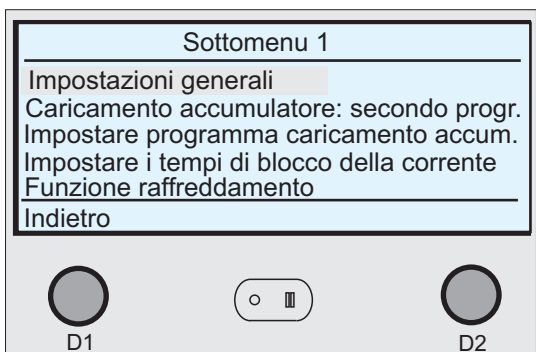 Sottomenu 1
Impostazioni generali
Caricamento accumulatore: secondo progr.
Impostare programma caricamento accum.
Impostare i tempi di blocco della corrente
Funzione raffreddamento
Indietro
D1 D2